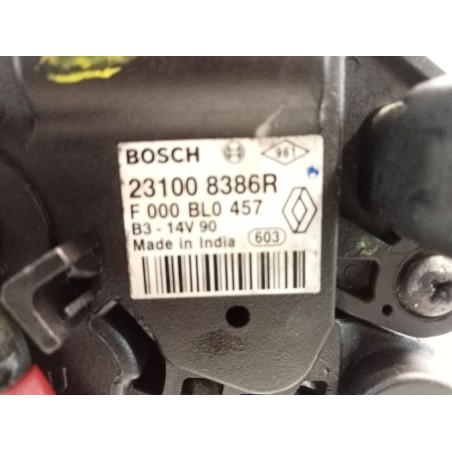 BOSCH 961
23100 8386R
F 000 BL0 457
B3 - 14V 90
Made in India 603